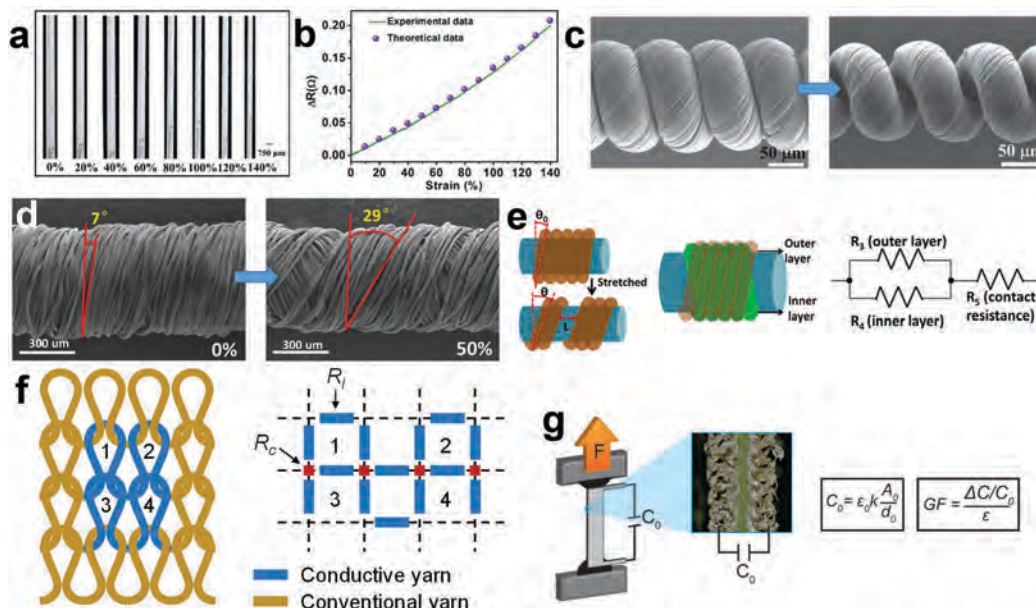 a
0% 20% 40% 60% 80% 100% 120% 140%
750 μm
b
ΔR(Ω)
0.20
0.15
0.10
0.05
0.00
Experimental data
Theoretical data
0 20 40 60 80 100 120 140
Strain (%)
c
50 μm
50 μm
d
7°
300 um
0%
29°
300 um
50%
e
θ₀
Stretched
θ
L
Outer
layer
Inner
layer
R₃ (outer layer)
R₄ (inner layer)
R₅ (contact
resistance)
f
1 2
3 4
R_l
R_c
1 2
3 4
Conductive yarn
Conventional yarn
g
F
C₀
C₀
C₀ = ε₀k A₀/d₀
GF = ΔC/C₀/ε